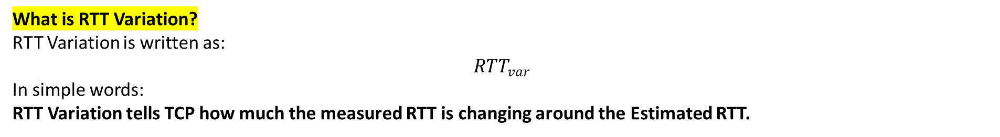 What is RTT Variation?
RTT Variation is written as:
RTTvar
In simple words:
RTT Variation tells TCP how much the measured RTT is changing around the Estimated RTT.